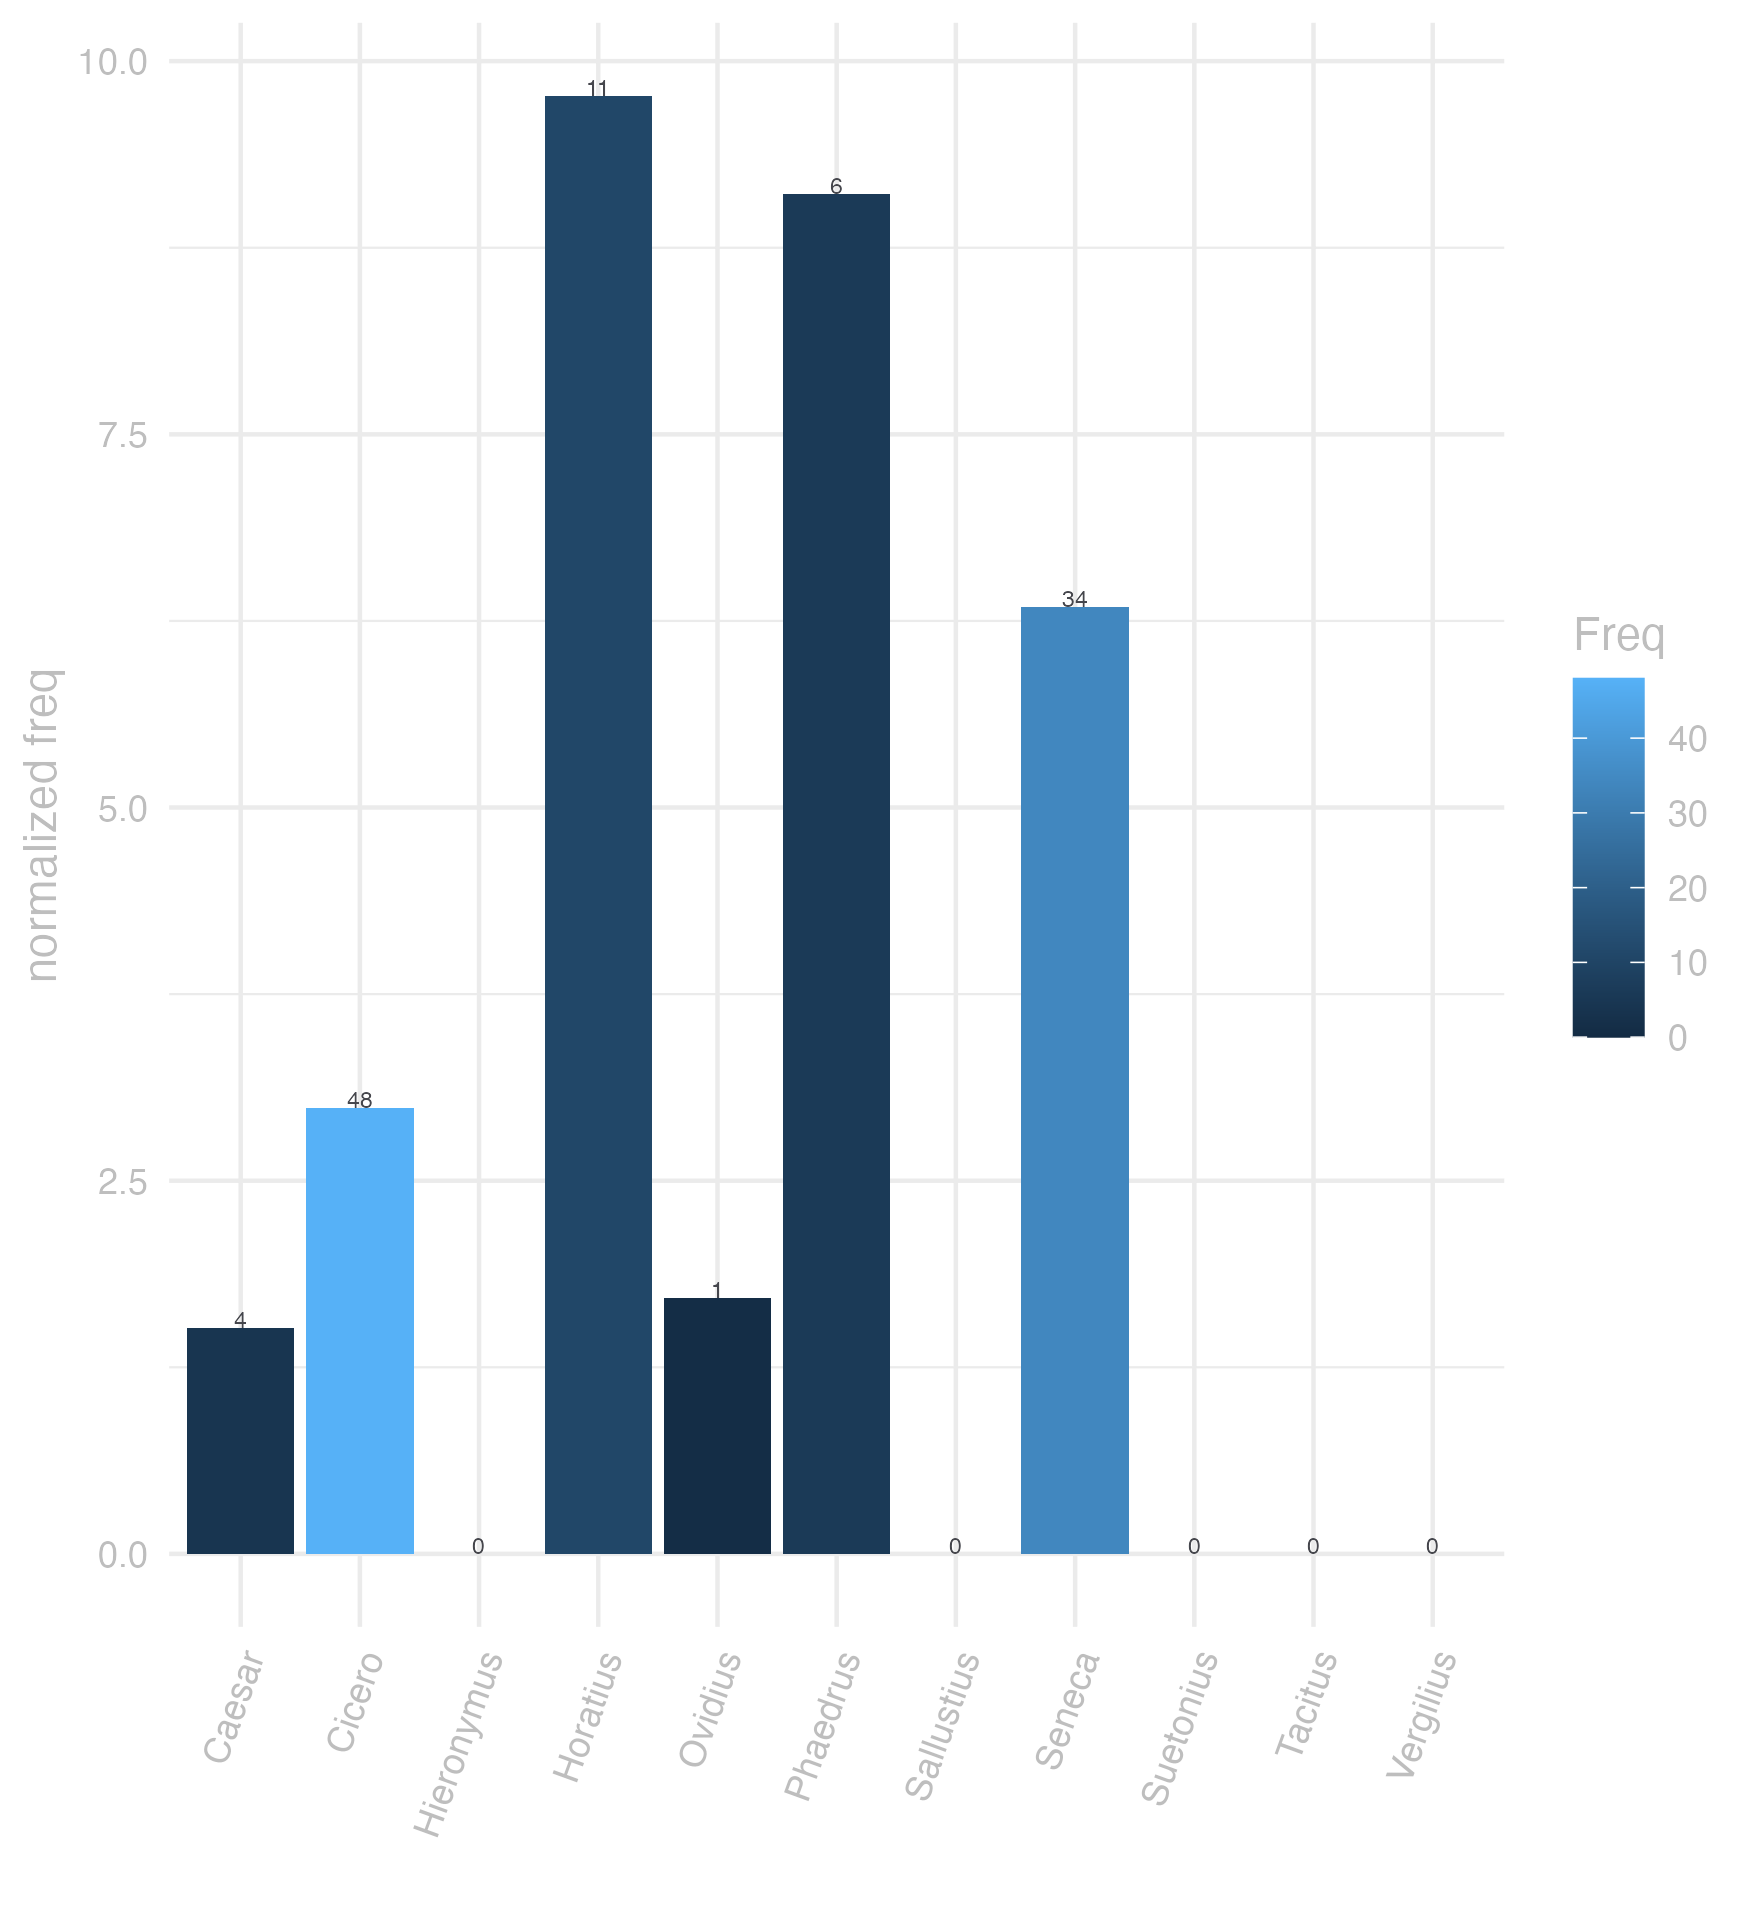 10.0
7.5
5.0
2.5
0.0
normalized freq
4
48
0
11
1
6
0
34
0
0
0
Caesar
Cicero
Hieronymus
Horatius
Ovidius
Phaedrus
Sallustius
Seneca
Suetonius
Tacitus
Vergilius
Freq
40
30
20
10
0